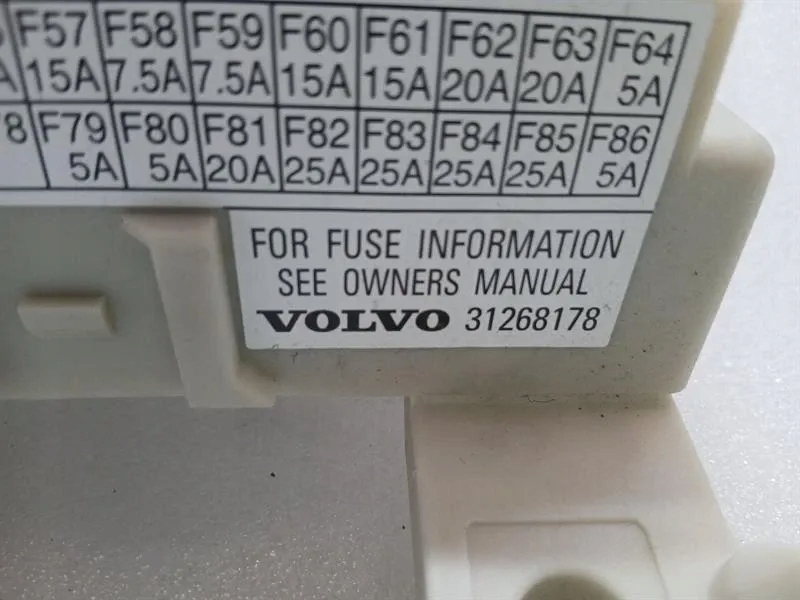 F57 F58 F59 F60 F61 F62 F63 F64
15A 7.5A 7.5A 15A 15A 20A 20A 5A
F79 F80 F81 F82 F83 F84 F85 F86
5A 5A 20A 25A 25A 25A 25A 5A
FOR FUSE INFORMATION
SEE OWNERS MANUAL
VOLVO 31268178